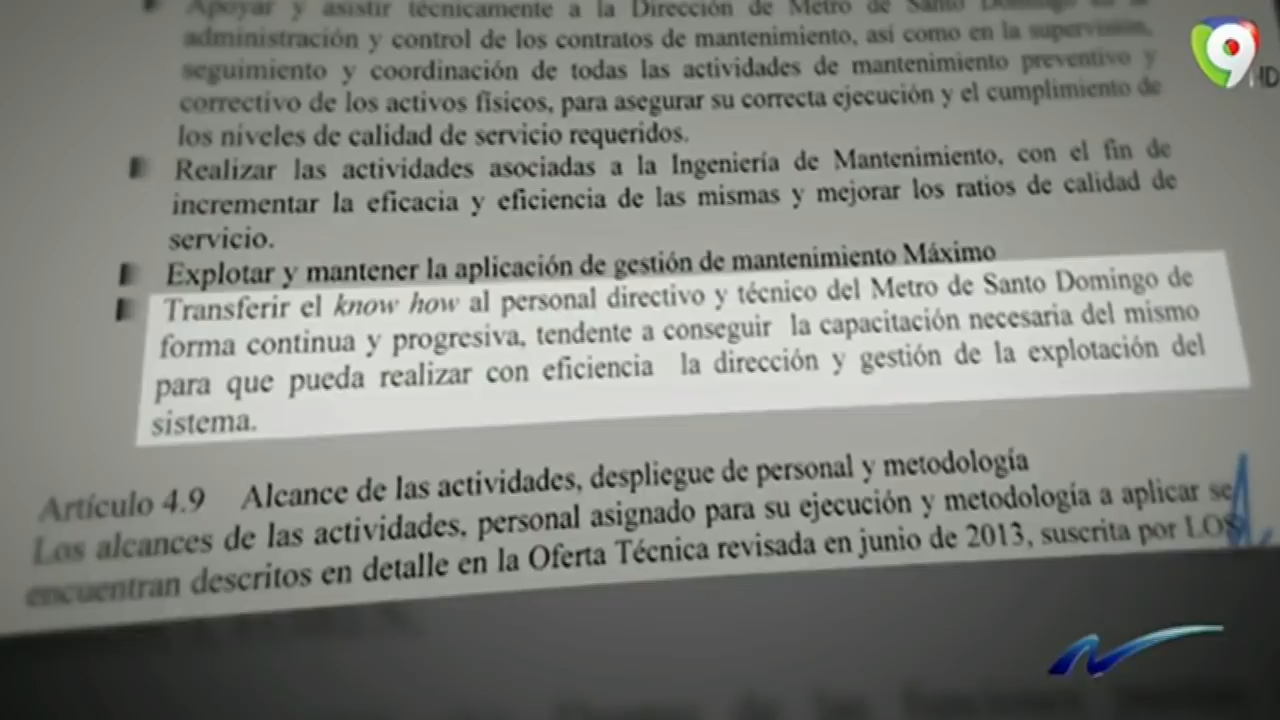 Apoyar y asistir técnicamente a la Dirección de Metro de Santo Domingo en la
administración y control de los contratos de mantenimiento, así como en la supervisión,
seguimiento y coordinación de todas las actividades de mantenimiento preventivo y
correctivo de los activos físicos, para asegurar su correcta ejecución y el cumplimiento de
los niveles de calidad de servicio requeridos.
Realizar las actividades asociadas a la Ingeniería de Mantenimiento, con el fin de
incrementar la eficacia y eficiencia de las mismas y mejorar los ratios de calidad de
servicio.
Explotar y mantener la aplicación de gestión de mantenimiento Máximo
Transferir el know how al personal directivo y técnico del Metro de Santo Domingo de
forma continua y progresiva, tendente a conseguir la capacitación necesaria del mismo
para que pueda realizar con eficiencia la dirección y gestión de la explotación del
sistema.
Artículo 4.9 Alcance de las actividades, despliegue de personal y metodología
Los alcances de las actividades, personal asignado para su ejecución y metodología a aplicar se
encuentran descritos en detalle en la Oferta Técnica revisada en junio de 2013, suscrita por LOS
9
HD